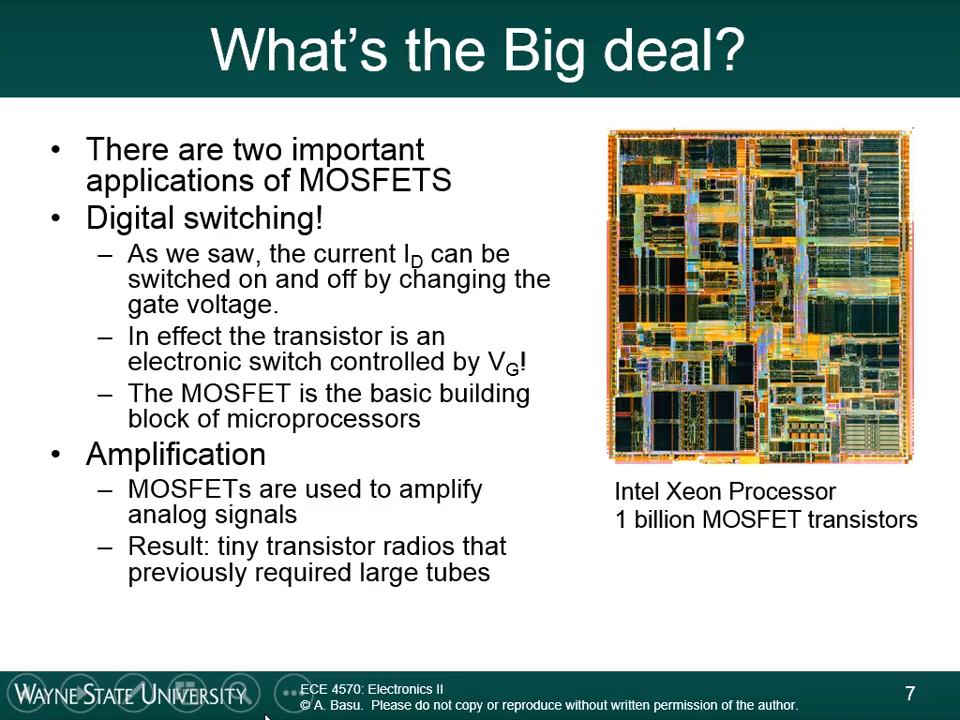 What's the Big deal?
• There are two important
applications of MOSFETS
• Digital switching!
– As we saw, the current ID can be
switched on and off by changing the
gate voltage.
– In effect the transistor is an
electronic switch controlled by VG!
– The MOSFET is the basic building
block of microprocessors
• Amplification
– MOSFETs are used to amplify
analog signals
– Result: tiny transistor radios that
previously required large tubes
Intel Xeon Processor
1 billion MOSFET transistors
WAYNE STATE UNIVERSITY
ECE 4570: Electronics II
© A. Basu. Please do not copy or reproduce without written permission of the author.
7